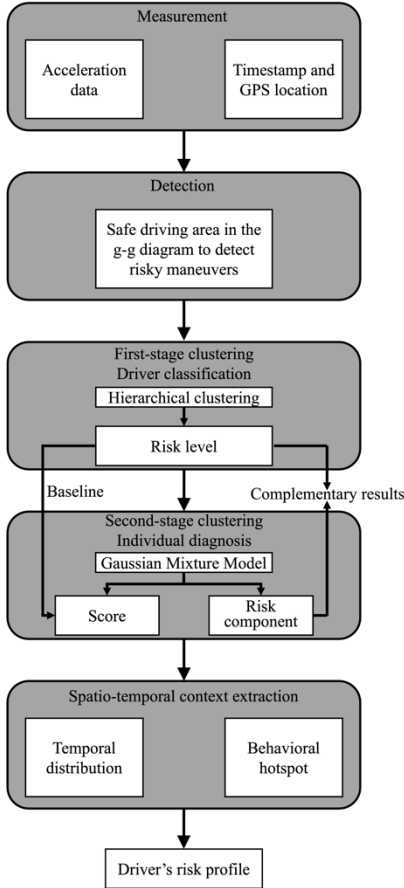 Measurement
Acceleration
data
Timestamp and
GPS location
Detection
Safe driving area in the
g-g diagram to detect
risky maneuvers
First-stage clustering
Driver classification
Hierarchical clustering
Risk level
Baseline
Complementary results
Second-stage clustering
Individual diagnosis
Gaussian Mixture Model
Score
Risk
component
Spatio-temporal context extraction
Temporal
distribution
Behavioral
hotspot
Driver's risk profile